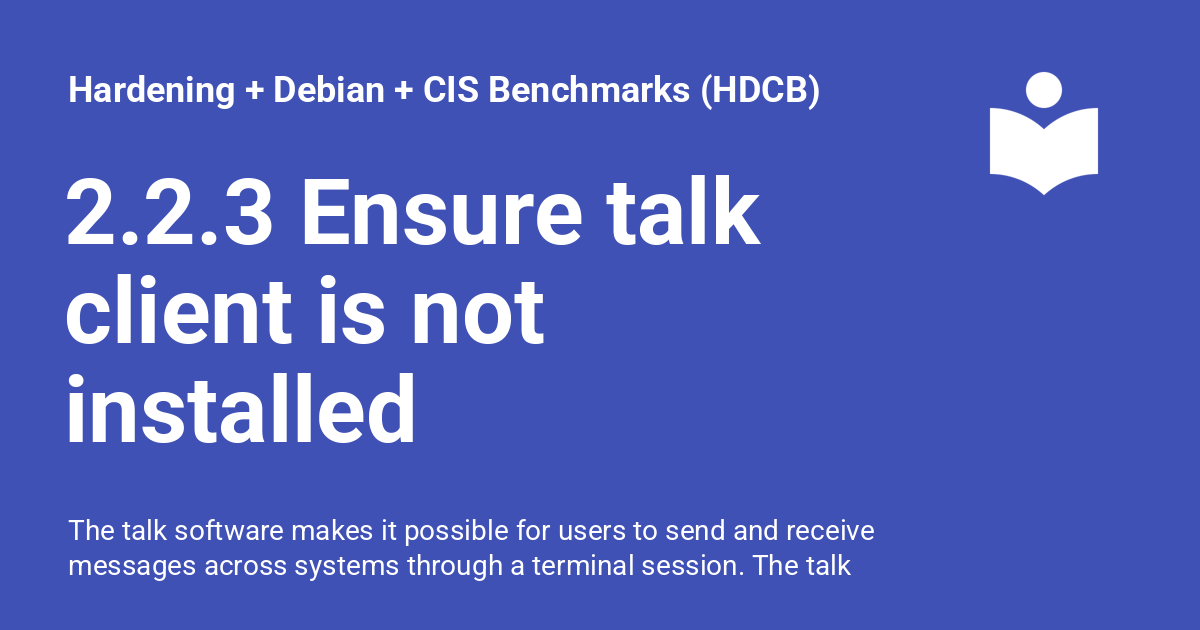 Hardening + Debian + CIS Benchmarks (HDCB)
2.2.3 Ensure talk
client is not
installed
The talk software makes it possible for users to send and receive
messages across systems through a terminal session. The talk